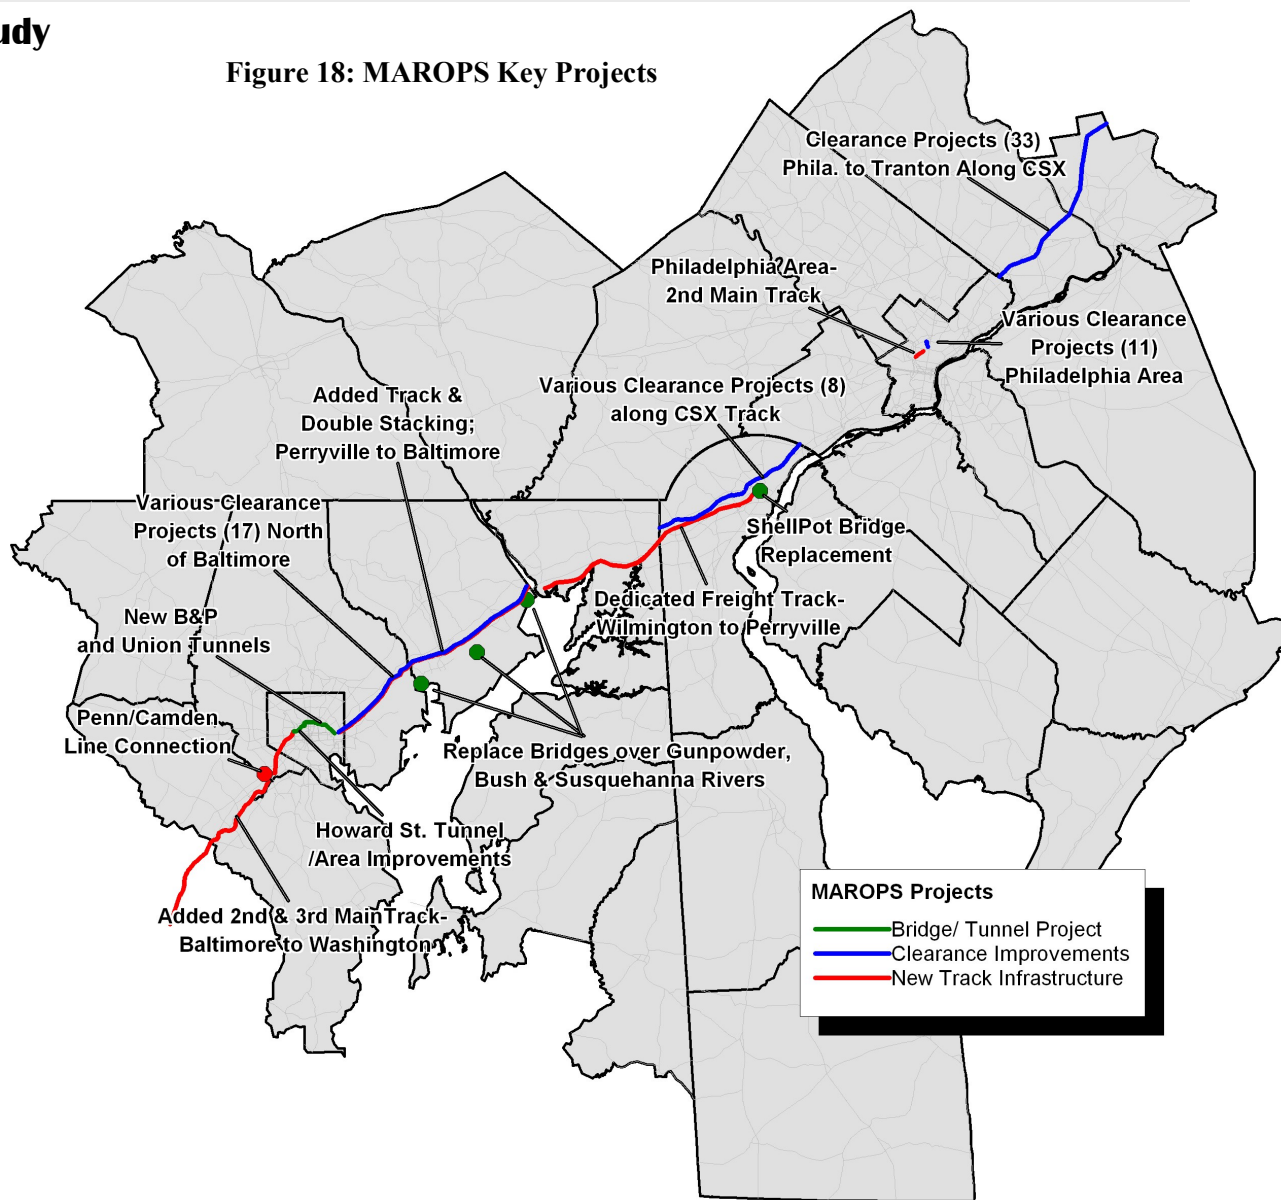 udy
Figure 18: MAROPS Key Projects
Clearance Projects (33)
Phila. to Tranton Along CSX
Philadelphia Area-
2nd Main Track
Various Clearance
Projects (11)
Philadelphia Area
Various Clearance Projects (8)
along CSX Track
Added Track &
Double Stacking;
Perryville to Baltimore
Various Clearance
Projects (17) North
of Baltimore
ShellPot Bridge
Replacement
Dedicated Freight Track-
Wilmington to Perryville
New B&P
and Union Tunnels
Penn/Camden
Line Connection
Replace Bridges over Gunpowder,
Bush & Susquehanna Rivers
Howard St. Tunnel
/Area Improvements
Added 2nd & 3rd MainTrack-
Baltimore to Washington
MAROPS Projects
Bridge/ Tunnel Project
Clearance Improvements
New Track Infrastructure